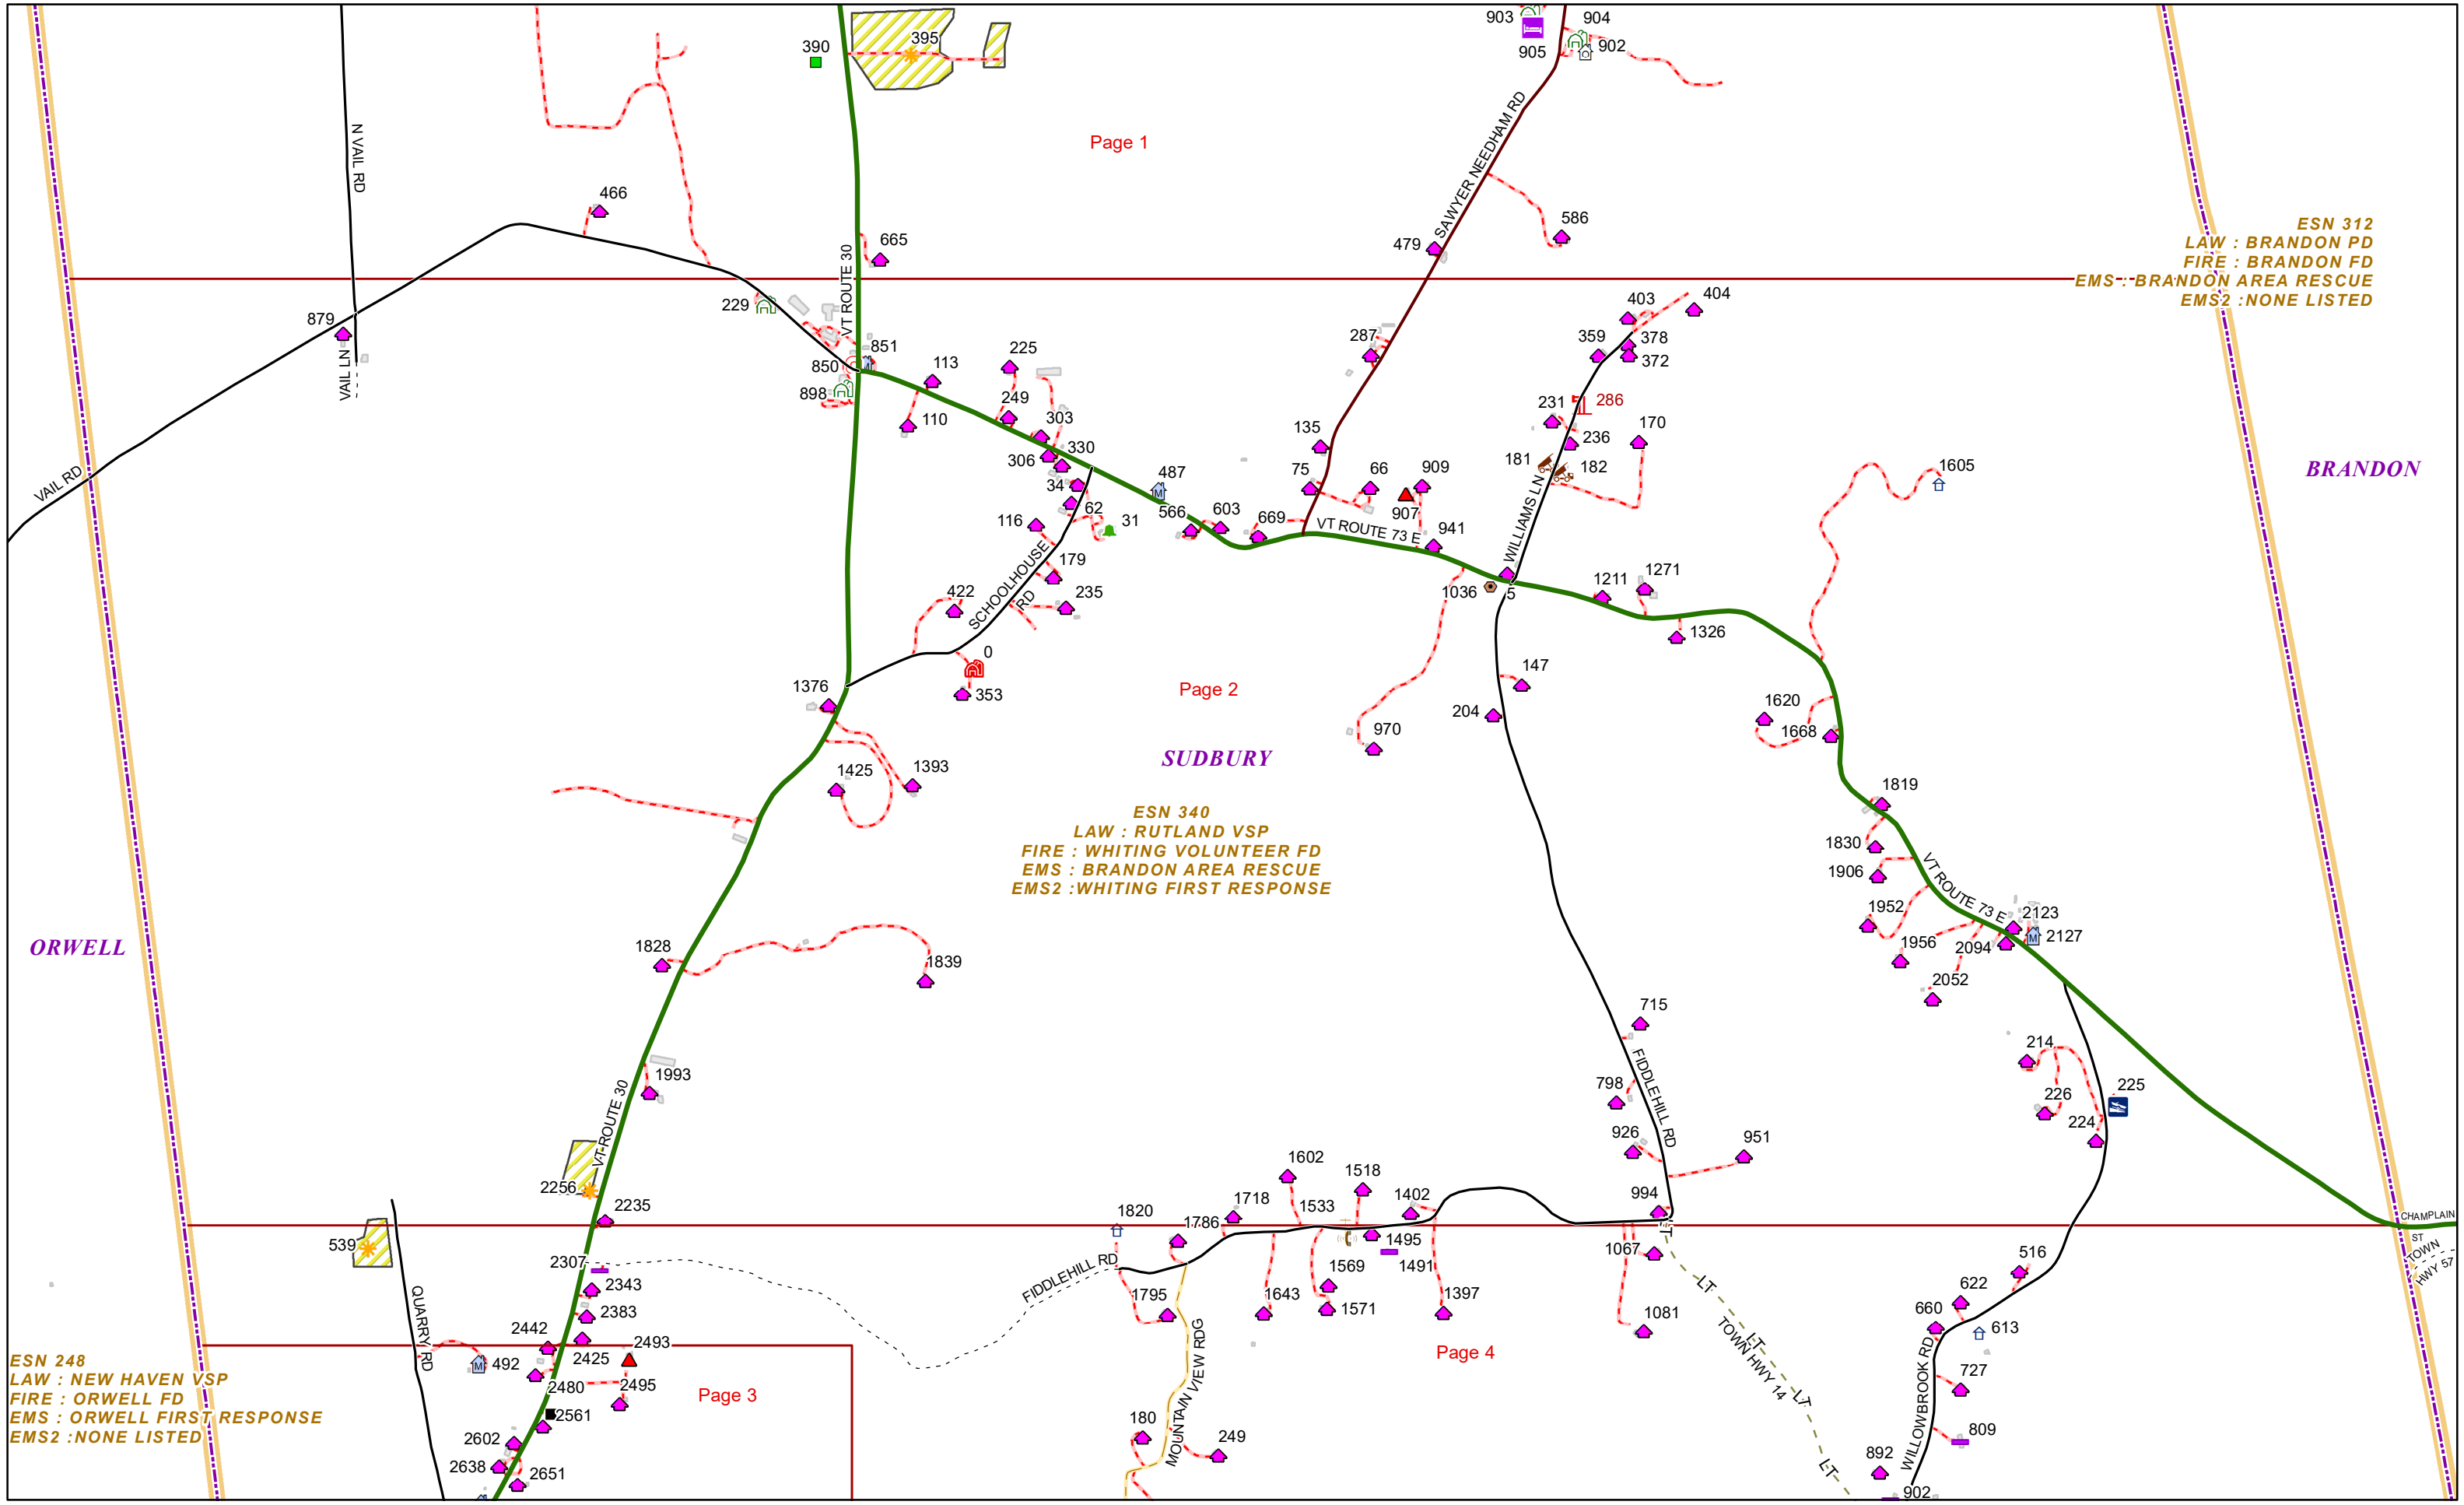 903
904
905
902
390
395
Page 1
N VAIL RD
SAWYER NEEDHAM RD
466
586
479
665
VT ROUTE 30
ESN 312
LAW : BRANDON PD
FIRE : BRANDON FD
EMS : BRANDON AREA RESCUE
EMS2 :NONE LISTED
229
879
VAIL LN
851
850
898
113
110
225
249
303
330
306
287
403
404
359
378
372
286
231
236
170
181
182
135
75
66
909
907
941
487
34
62
31
116
566
603
669
VT ROUTE 73 E
WILLIAMS LN
VAIL RD
1605
BRANDON
179
235
422
SCHOOLHOUSE
RD
0
353
1036
5
1211
1271
1326
1376
Page 2
147
204
970
1620
1668
SUDBURY
1425
1393
ESN 340
LAW : RUTLAND VSP
FIRE : WHITING VOLUNTEER FD
EMS : BRANDON AREA RESCUE
EMS2 :WHITING FIRST RESPONSE
1819
1830
1906
VT ROUTE 73 E
1952
1956
2094
2123
2127
2052
ORWELL
1828
1839
715
FIDDLEHILL RD
798
926
951
994
1993
VT ROUTE 30
214
226
224
225
2256
2235
539
QUARRY RD
2307
2343
2383
2442
2425
2493
492
2480
2495
2561
2602
2638
2651
Page 3
ESN 248
LAW : NEW HAVEN VSP
FIRE : ORWELL FD
EMS : ORWELL FIRST RESPONSE
EMS2 :NONE LISTED
1820
1786
1718
1602
1533
1518
1402
FIDDLEHILL RD
1795
1643
1569
1571
1495
1491
1397
1067
1081
Page 4
MOUNTAIN VIEW RDG
180
249
LT
LT
TOWN HWY 14
LT
LT
LT
CHAMPLAIN
ST
TOWN
HWY 57
516
622
660
613
727
WILLOWBROOK RD
809
892
902
M
M
M
M